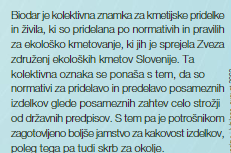 Biodar je kolektivna znamka za kmetijske pridelke
in živila, ki so pridelana po normativih in pravilih
za ekološko kmetovanje, ki jih je sprejela Zveza
združenj ekoloških kmetov Slovenije. Ta
kolektivna oznaka se ponaša s tem, da so
normativi za pridelavo in predelavo posameznih
izdelkov glede posameznih zahtev celo strožji
od državnih predpisov. S tem pa je potrošnikom
zagotovljeno boljše jamstvo za kakovost izdelkov,
poleg tega pa tudi skrb za okolje.